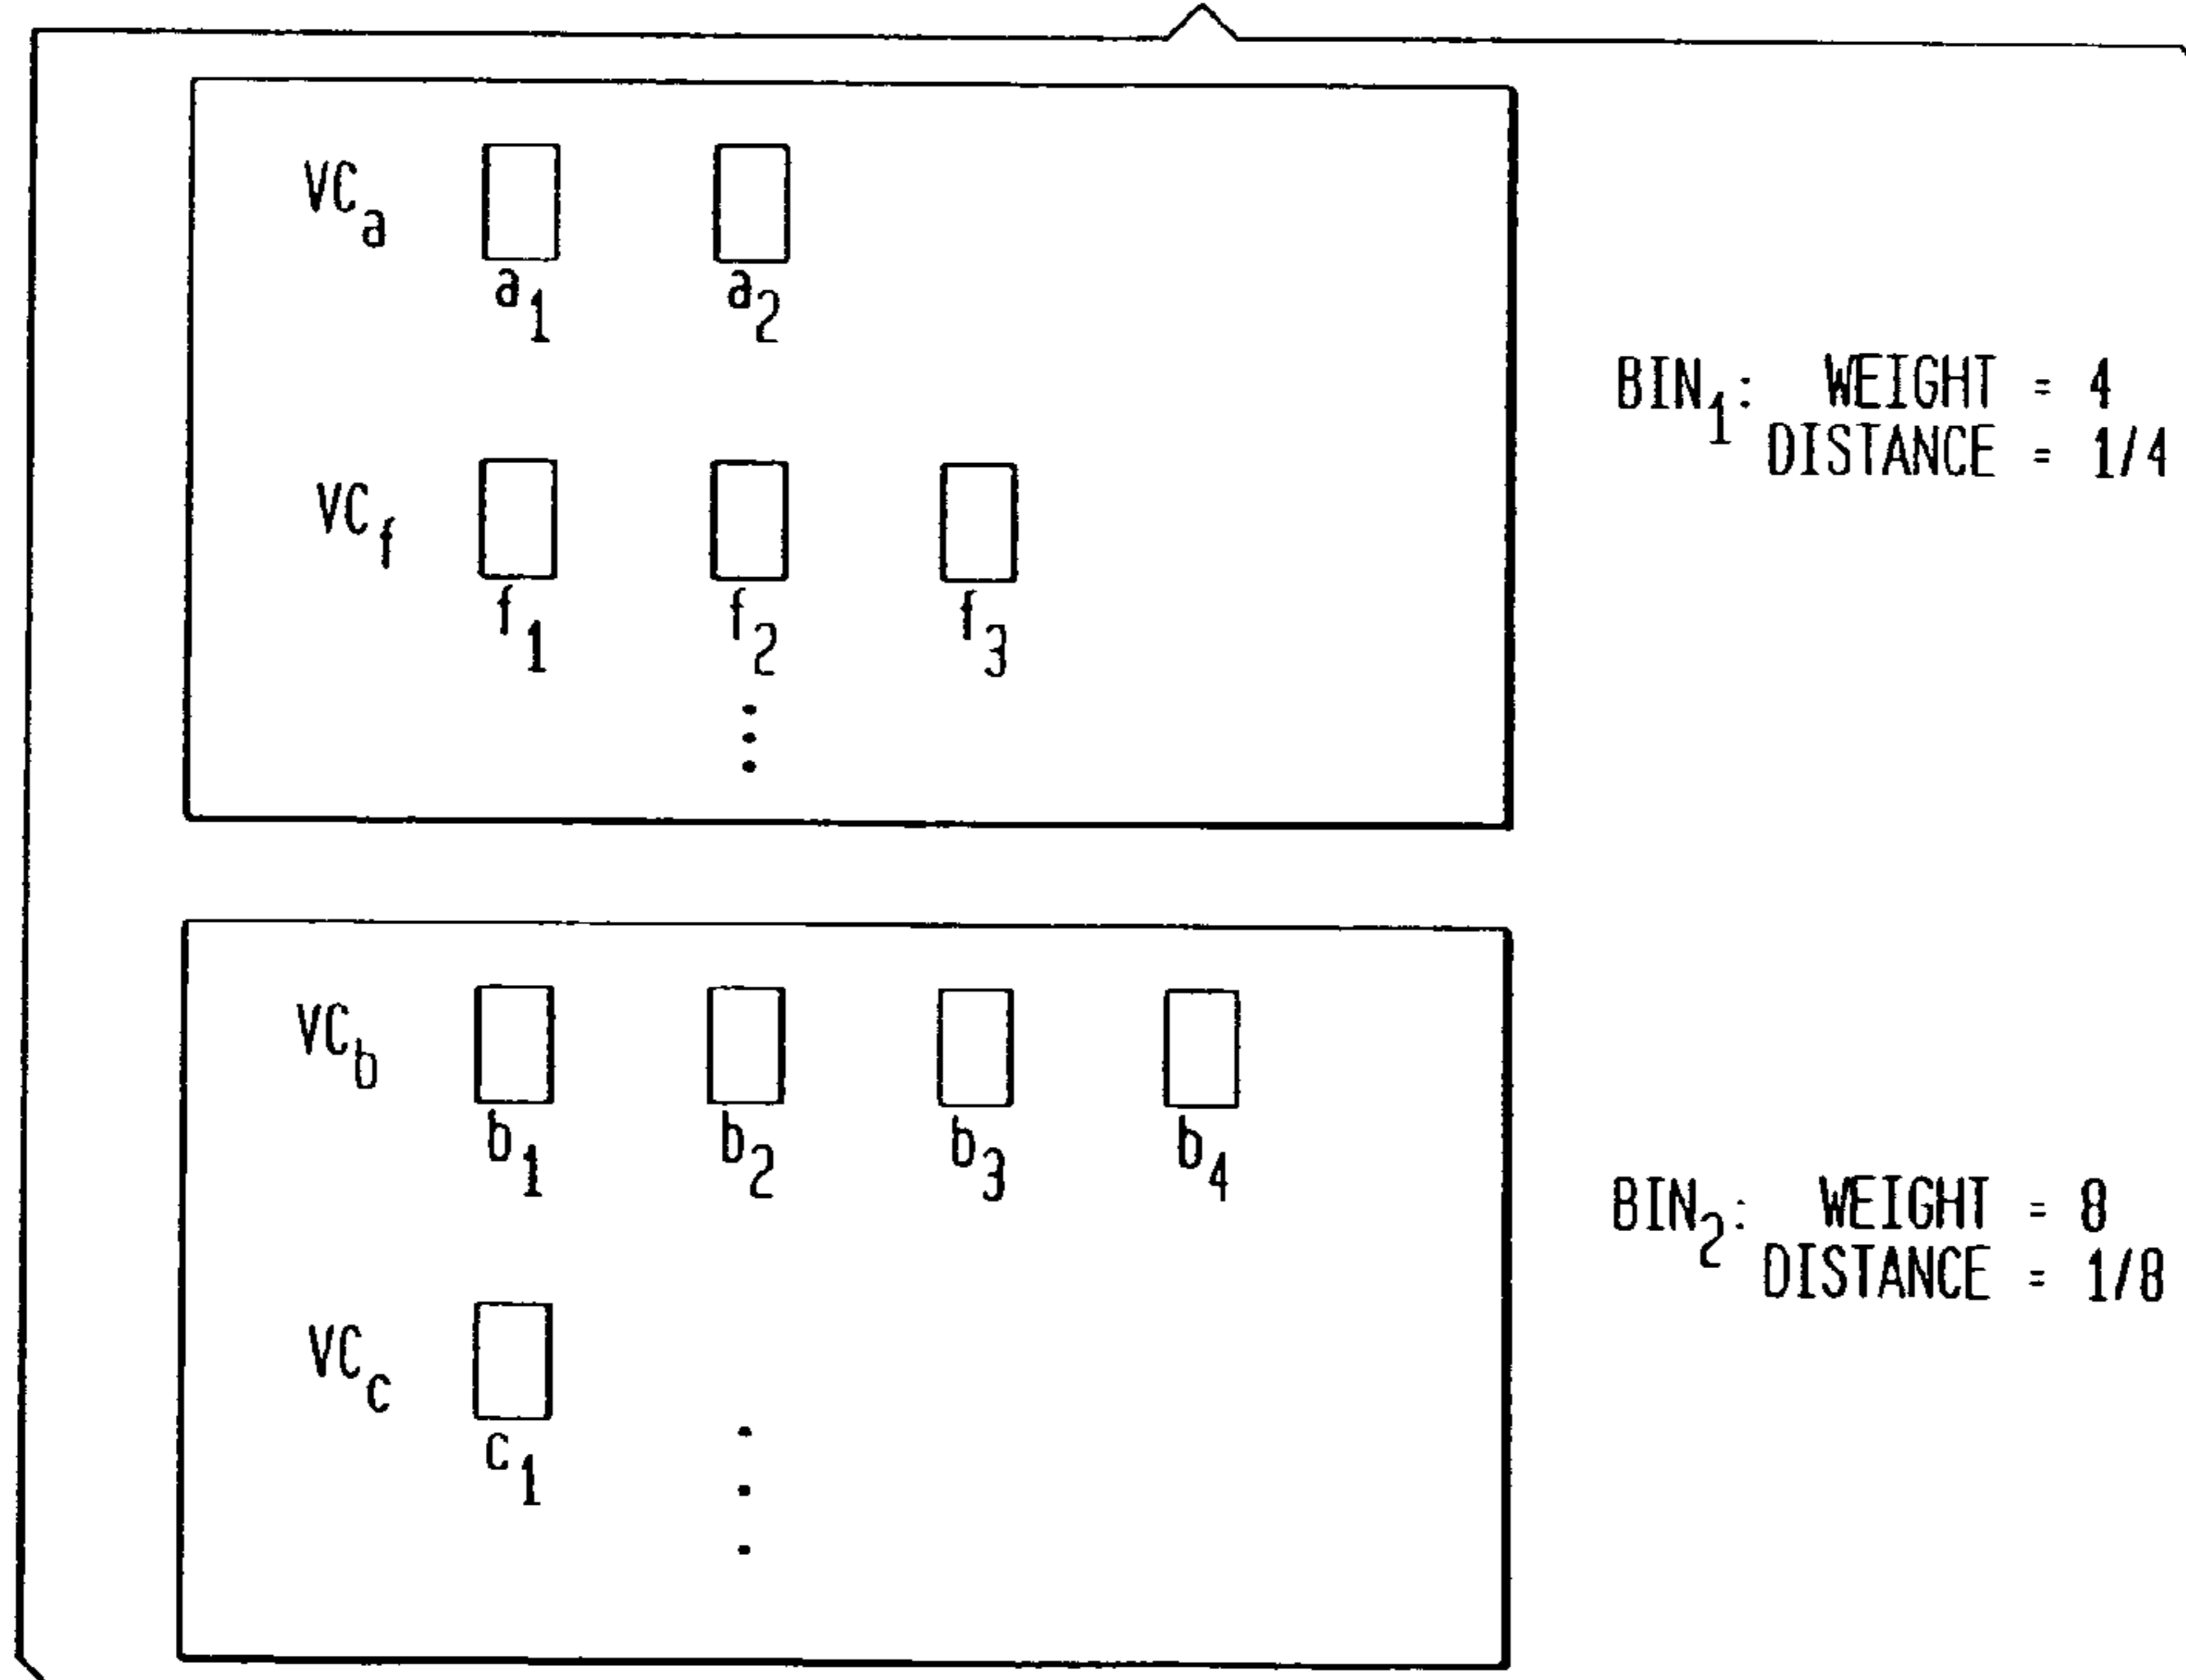 VCa
a1 a2
VCf
f1 f2 f3
BIN1: WEIGHT = 4
DISTANCE = 1/4
VCb
b1 b2 b3 b4
VCc
c1
BIN2: WEIGHT = 8
DISTANCE = 1/8